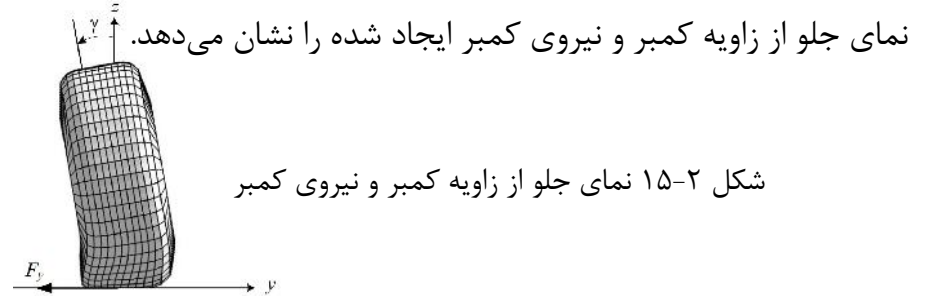 نمای جلو از زاویه کمبر و نیروی کمبر ایجاد شده را نشان می‌دهد.
z
γ
شکل ۲-۱۵ نمای جلو از زاویه کمبر و نیروی کمبر
Fy
y